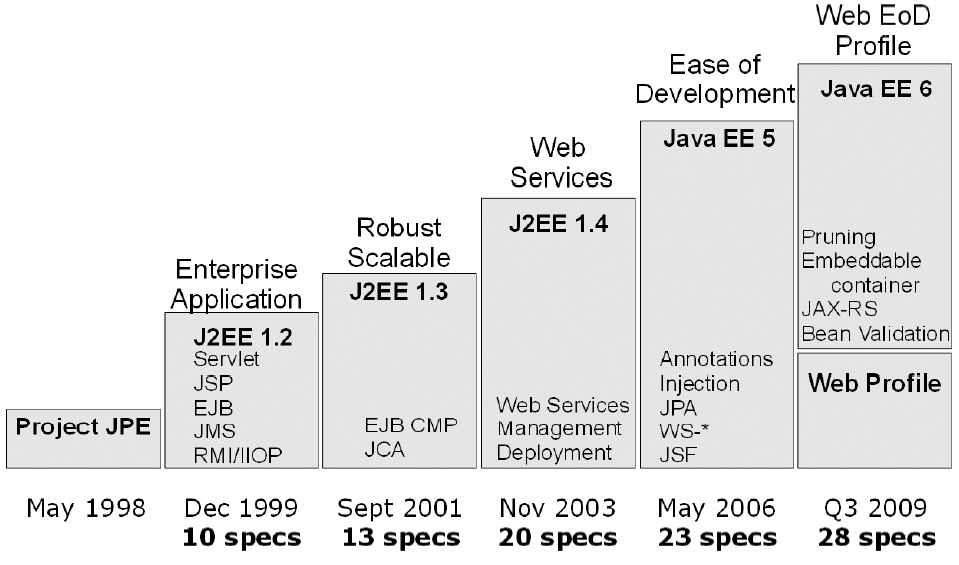 Project JPE
May 1998
Enterprise
Application
J2EE 1.2
Servlet
JSP
EJB
JMS
RMI/IIOP
Dec 1999
10 specs
Robust
Scalable
J2EE 1.3
EJB CMP
JCA
Sept 2001
13 specs
Web
Services
J2EE 1.4
Web Services
Management
Deployment
Nov 2003
20 specs
Ease of
Development
Java EE 5
Annotations
Injection
JPA
WS-*
JSF
May 2006
23 specs
Web EoD
Profile
Java EE 6
Pruning
Embeddable
container
JAX-RS
Bean Validation
Web Profile
Q3 2009
28 specs